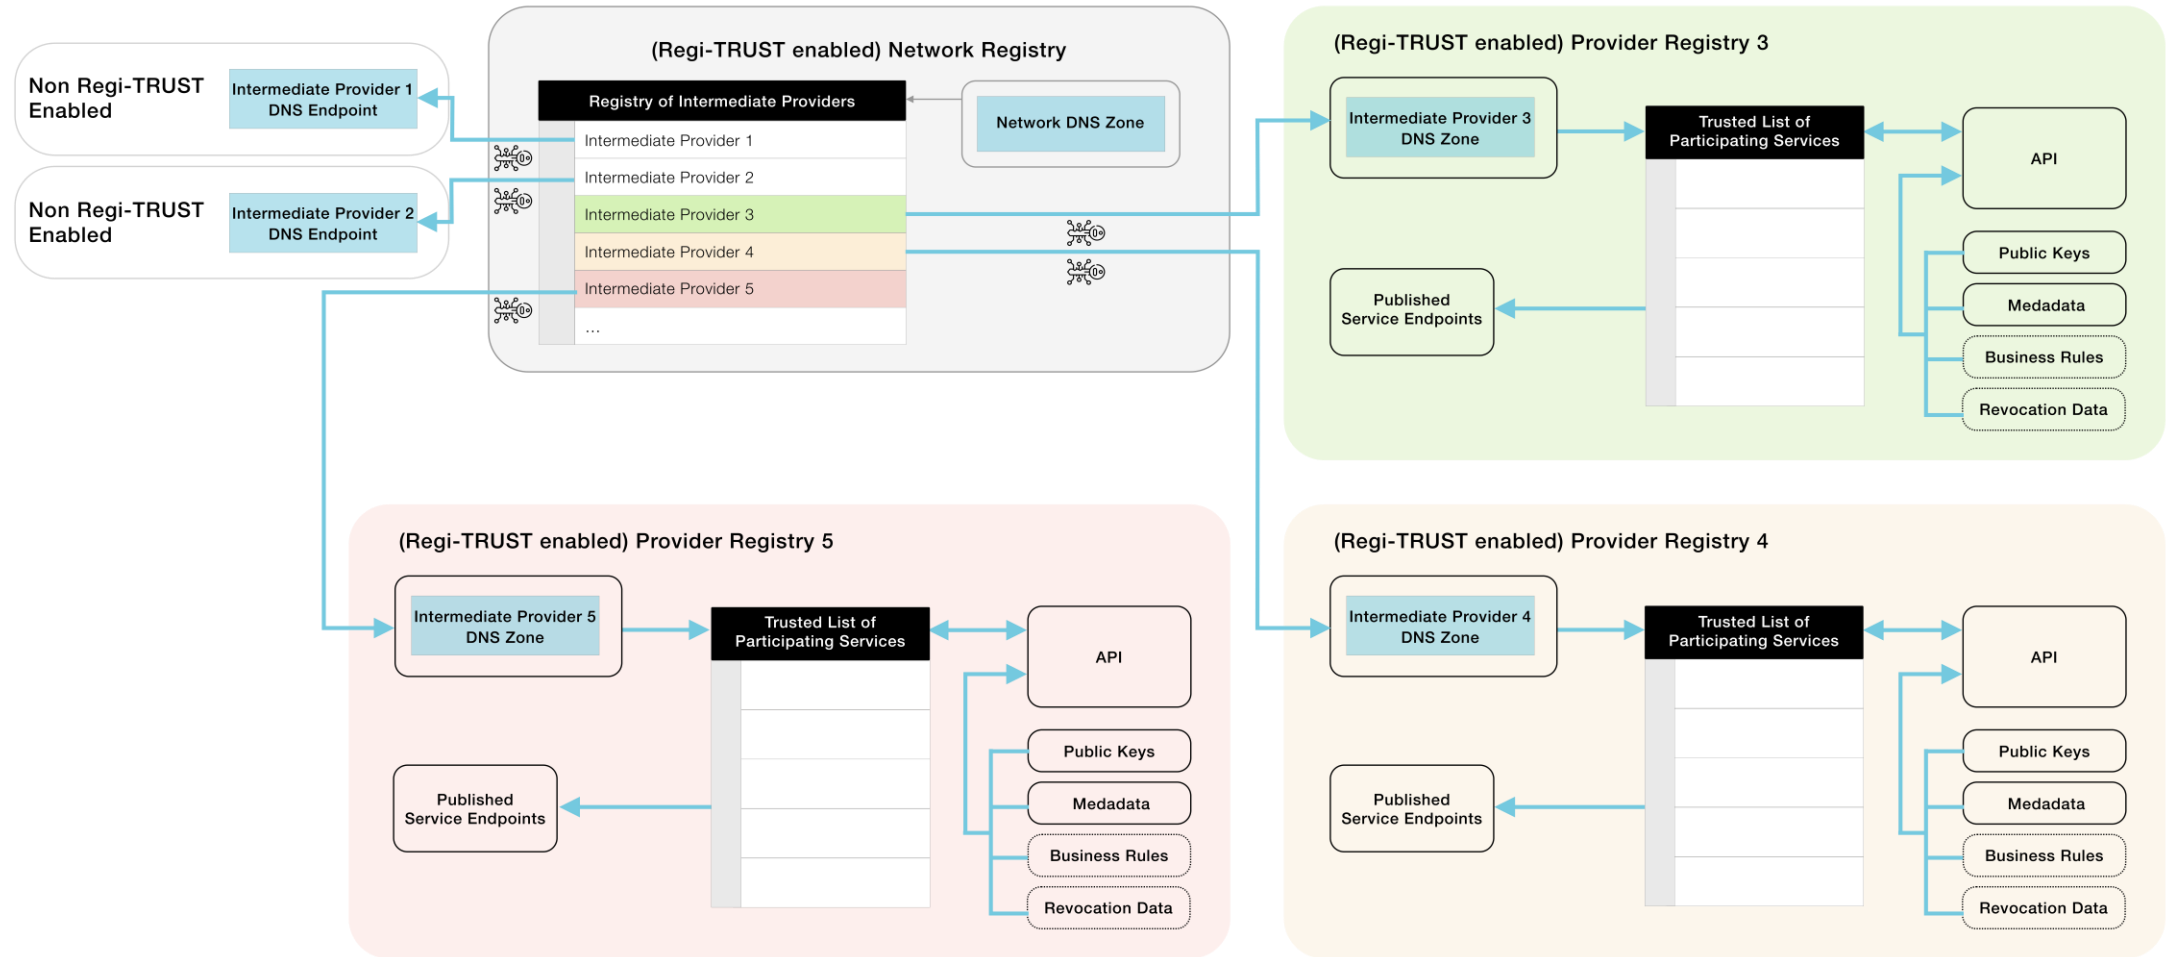 Non Regi-TRUST
Enabled
Intermediate Provider 1
DNS Endpoint
Non Regi-TRUST
Enabled
Intermediate Provider 2
DNS Endpoint
(Regi-TRUST enabled) Network Registry
Registry of Intermediate Providers
Intermediate Provider 1
Intermediate Provider 2
Intermediate Provider 3
Intermediate Provider 4
Intermediate Provider 5
...
Network DNS Zone
(Regi-TRUST enabled) Provider Registry 3
Intermediate Provider 3
DNS Zone
Trusted List of
Participating Services
API
Published
Service Endpoints
Public Keys
Medadata
Business Rules
Revocation Data
(Regi-TRUST enabled) Provider Registry 5
Intermediate Provider 5
DNS Zone
Trusted List of
Participating Services
API
Published
Service Endpoints
Public Keys
Medadata
Business Rules
Revocation Data
(Regi-TRUST enabled) Provider Registry 4
Intermediate Provider 4
DNS Zone
Trusted List of
Participating Services
API
Published
Service Endpoints
Public Keys
Medadata
Business Rules
Revocation Data